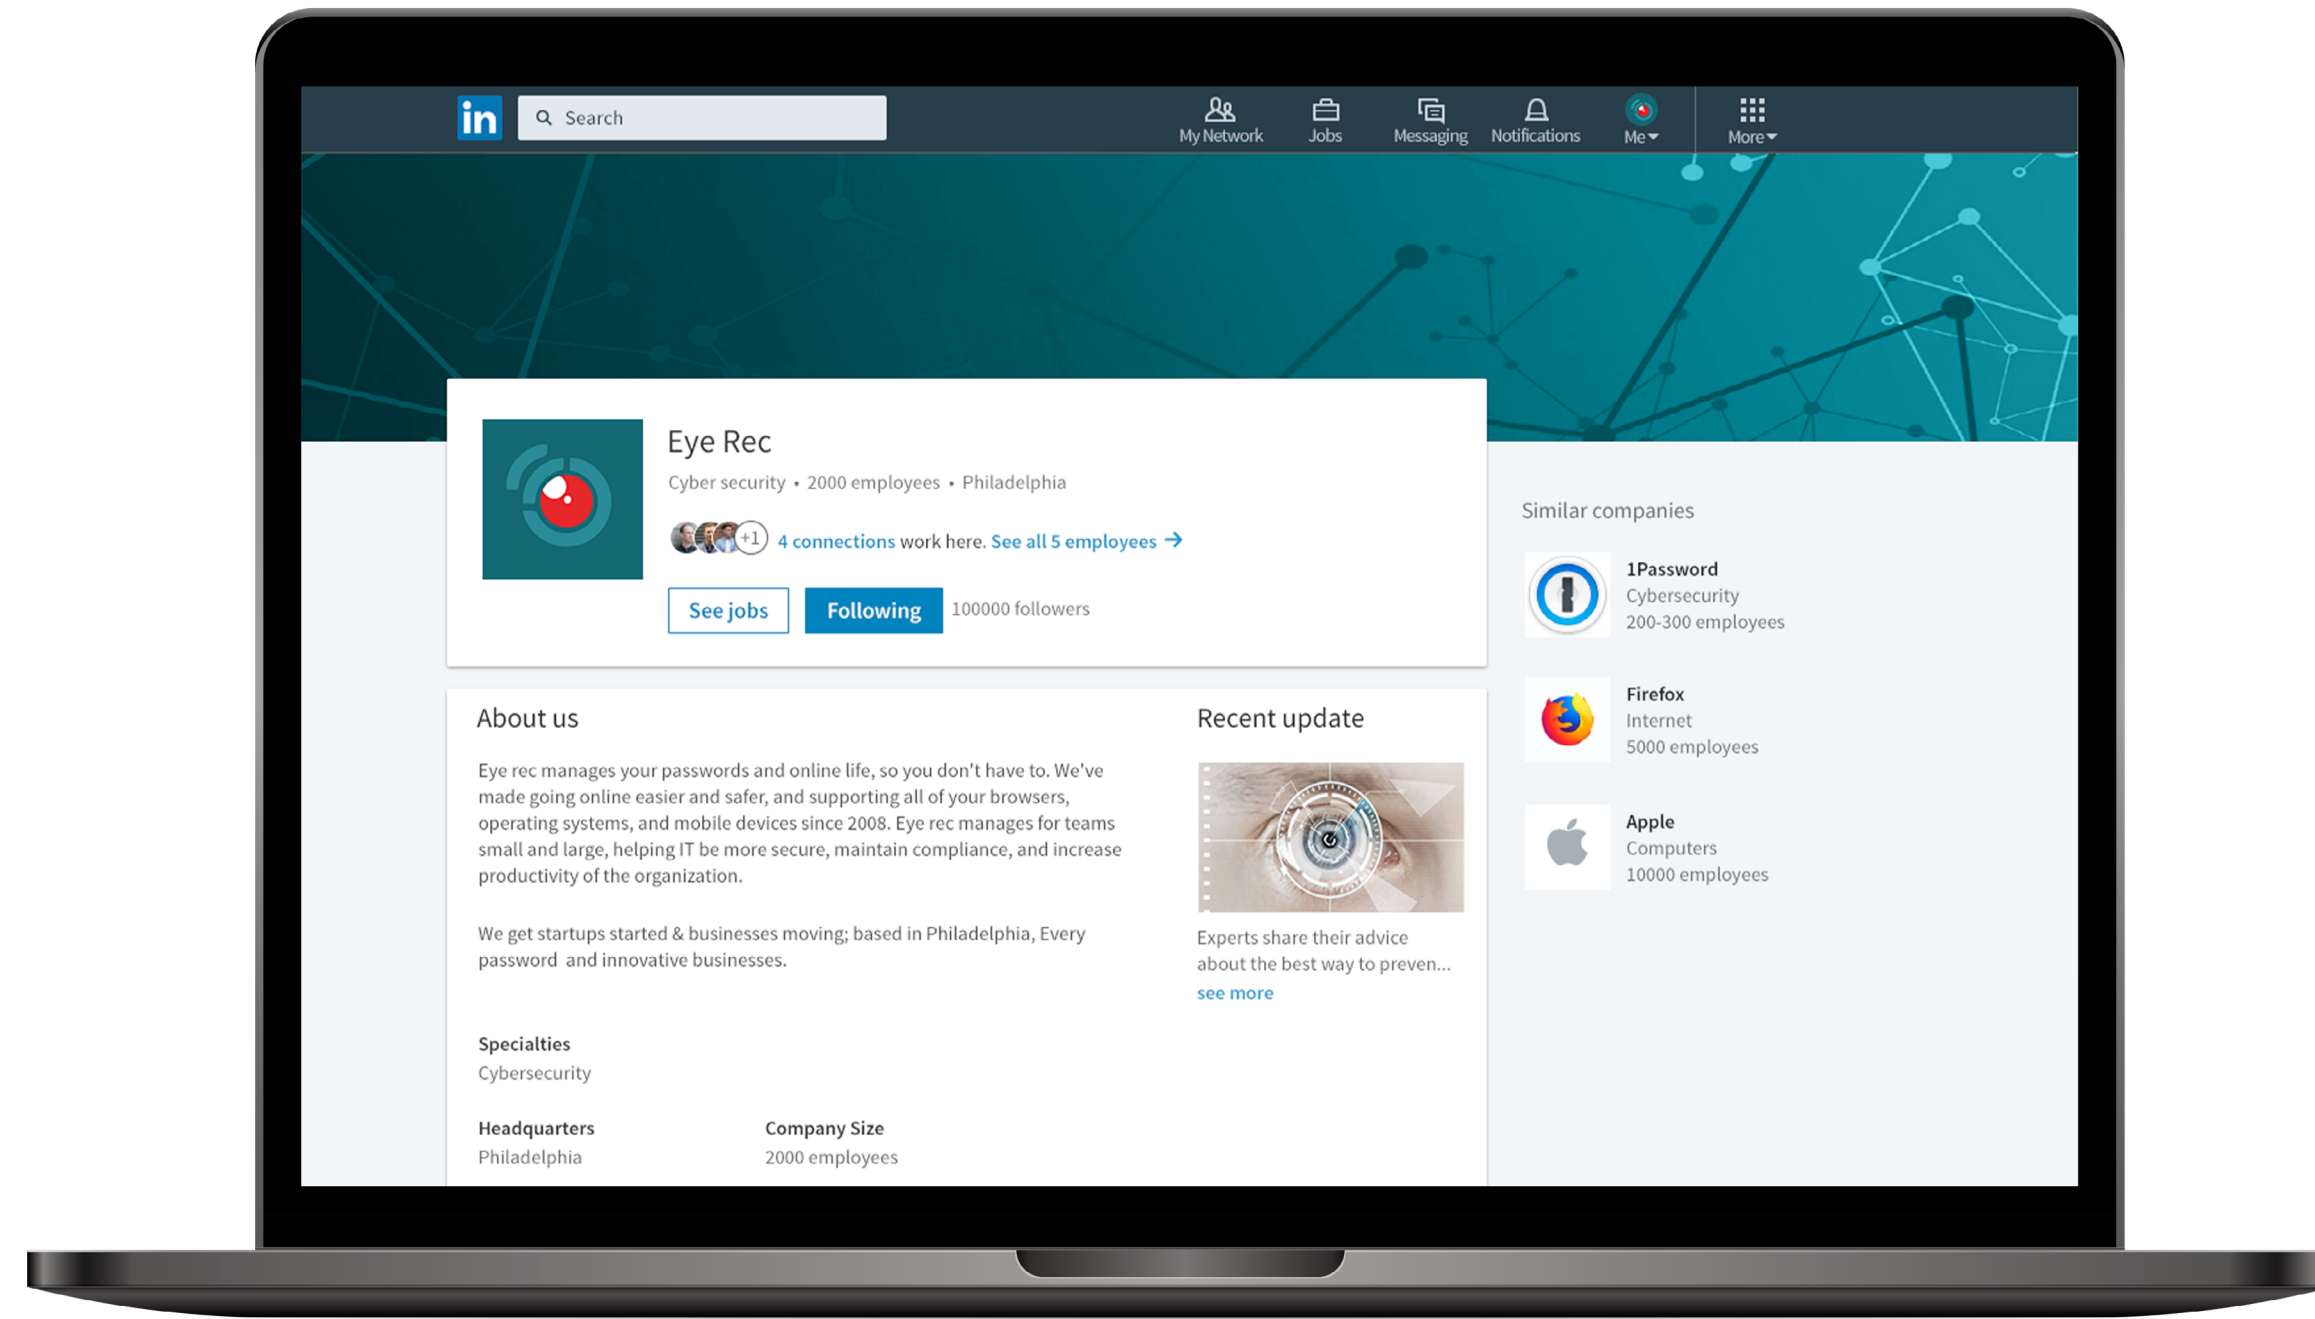 in
Search
My Network
Jobs
Messaging
Notifications
Me
More
Eye Rec
Cyber security • 2000 employees • Philadelphia
+1
4 connections work here. See all 5 employees →
See jobs
Following
100000 followers
About us
Eye rec manages your passwords and online life, so you don't have to. We've
made going online easier and safer, and supporting all of your browsers,
operating systems, and mobile devices since 2008. Eye rec manages for teams
small and large, helping IT be more secure, maintain compliance, and increase
productivity of the organization.
We get startups started & businesses moving; based in Philadelphia, Every
password  and innovative businesses.
Specialties
Cybersecurity
Headquarters
Philadelphia
Company Size
2000 employees
Recent update
Experts share their advice
about the best way to preven...
see more
Similar companies
1Password
Cybersecurity
200-300 employees
Firefox
Internet
5000 employees
Apple
Computers
10000 employees